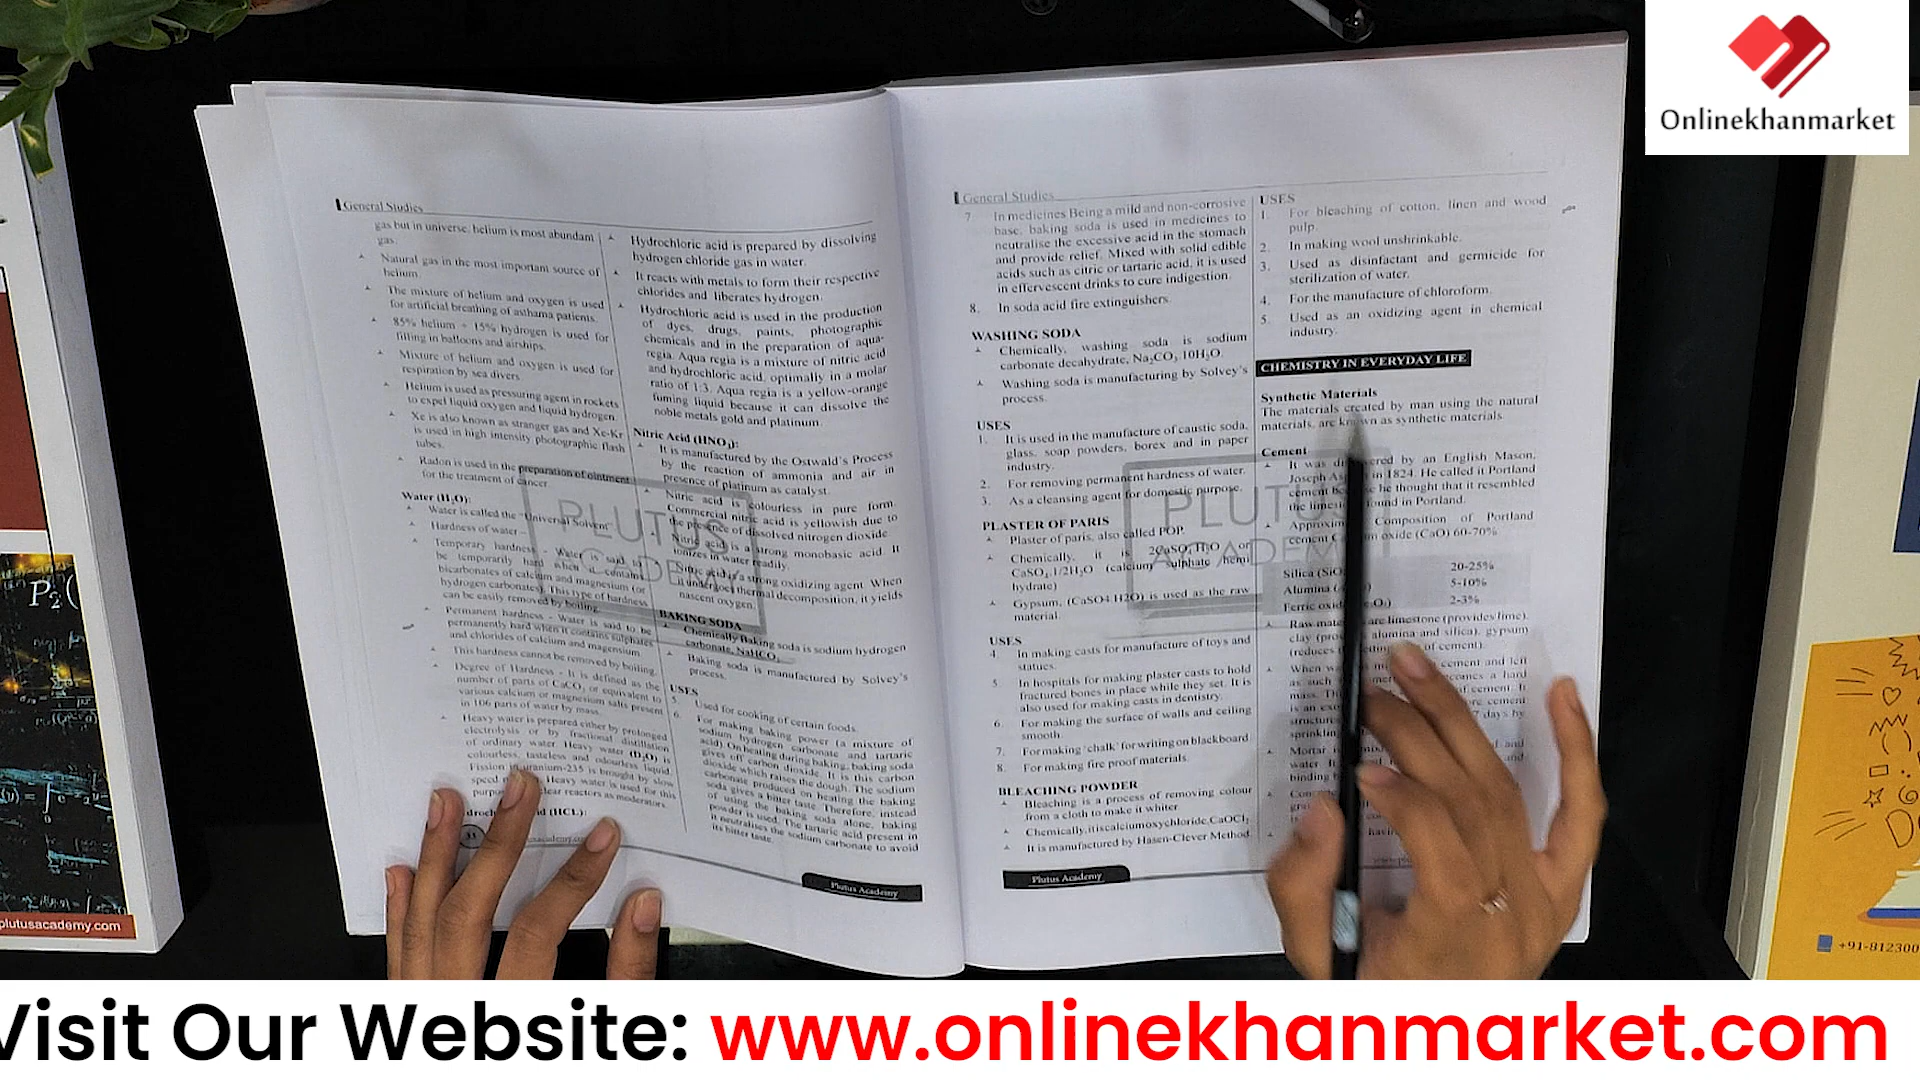 Onlinekhanmarket
General Studies
gas but in universe, helium is most abundant
gas.
Natural gas in the most important source of
helium.
The mixture of helium and oxygen is used
for artificial breathing of asthama patients.
85% helium + 15% hydrogen is used for
filling in balloons and airships.
Mixture of helium and oxygen is used for
respiration by sea divers.
Helium is used as pressuring agent in rockets
to expel liquid oxygen and liquid hydrogen.
Xe is also known as stranger gas and Xe-Kr
is used in high intensity photographic flash
tubes.
Radon is used in the preparation of ointment
for the treatment of cancer.
Water (H₂O):
Water is called the "Universal Solvent"
Hardness of water –
Temporary hardness - Water is said to
be temporarily hard when it contains
bicarbonates of calcium and magnesium (or
hydrogen carbonates). This type of hardness
can be easily removed by boiling.
Permanent hardness - Water is said to be
permanently hard when it contains sulphates
and chlorides of calcium and magensium.
This hardness cannot be removed by boiling.
Degree of Hardness - It is defined as the
number of parts of CaCO₃ or equivalent to
various calcium or magnesium salts present
in 106 parts of water by mass.
Heavy water is prepared either by prolonged
electrolysis or by fractional distillation
of ordinary water. Heavy water (H₂O) is
colourless, tasteless and odourless liquid.
Fission in uranium-235 is brought by slow
speed Heavy water is used for this
reactors as moderators.
(HCL):
31
Hydrochloric acid is prepared by dissolving
hydrogen chloride gas in water.
It reacts with metals to form their respective
chlorides and liberates hydrogen.
Hydrochloric acid is used in the production
of dyes, drugs, paints, photographic
chemicals and in the preparation of aqua-
regia. Aqua regia is a mixture of nitric acid
and hydrochloric acid, optimally in a molar
ratio of 1:3. Aqua regia is a yellow-orange
fuming liquid because it can dissolve the
noble metals gold and platinum.
Nitric Acid (HNO₃):
It is manufactured by the Ostwald's Process
by the reaction of ammonia and air in
presence of platinum as catalyst.
Nitric acid is colourless in pure form.
Commercial nitric acid is yellowish due to
the presence of dissolved nitrogen dioxide.
Nitric acid is a strong monobasic acid. It
ionizes in water readily.
Nitric acid is a strong oxidizing agent. When
it undergoes thermal decomposition, it yields
nascent oxygen.
BAKING SODA
Chemically Baking soda is sodium hydrogen
carbonate, NaHCO₃
Baking soda is manufactured by Solvey's
process.
USES
5. Used for cooking of certain foods.
6. For making baking power (a mixture of
sodium hydrogen carbonate and tartaric
acid) On heating during baking, baking soda
gives off carbon dioxide. It is this carbon
dioxide which raises the dough. The sodium
carbonate produced on heating the baking
soda gives a bitter taste. Therefore, instead
of using the baking soda alone, baking
powder is used. The tartaric acid present in
it neutralises the sodium carbonate to avoid
its bitter taste.
Plutus Academy
PLUTUS
ACADEMY
General Studies
7. In medicines Being a mild and non-corrosive
base, baking soda is used in medicines to
neutralise the excessive acid in the stomach
and provide relief. Mixed with solid edible
acids such as citric or tartaric acid, it is used
in effervescent drinks to cure indigestion.
8. In soda acid fire extinguishers.
WASHING SODA
Chemically, washing soda is sodium
carbonate decahydrate, Na₂CO₃.10H₂O.
Washing soda is manufacturing by Solvey's
process.
USES
1. It is used in the manufacture of caustic soda,
glass, soap powders, borex and in paper
industry.
2. For removing permanent hardness of water.
3. As a cleansing agent for domestic purpose.
PLASTER OF PARIS
Plaster of paris, also called POP.
Chemically, it is 2CaSO₄.H₂O or
CaSO₄.1/2H₂O (calcium sulphate hemi
hydrate)
Gypsum, (CaSO4.H2O) is used as the raw
material.
USES
4. In making casts for manufacture of toys and
statues.
5. In hospitals for making plaster casts to hold
fractured bones in place while they set. It is
also used for making casts in dentistry.
6. For making the surface of walls and ceiling
smooth.
7. For making 'chalk' for writing on blackboard.
8. For making fire proof materials.
BLEACHING POWDER
Bleaching is a process of removing colour
from a cloth to make it whiter.
Chemically, it is calcium oxychloride, CaOCl₂
It is manufactured by Hasen-Clever Method.
Plutus Academy
USES
1. For bleaching of cotton, linen and wood
pulp.
2. In making wool unshrinkable.
3. Used as disinfactant and germicide for
sterilization of water.
4. For the manufacture of chloroform.
5. Used as an oxidizing agent in chemical
industry.
CHEMISTRY IN EVERYDAY LIFE
Synthetic Materials
The materials created by man using the natural
materials, are known as synthetic materials.
Cement
It was by an English Mason,
Joseph in 1824. He called it Portland
cement he thought that it resembled
the found in Portland.
Composition of Portland
cement oxide (CaO) 60-70%
Silica 20-25%
Alumina 5-10%
Ferric 2-3%
are limestone (provides lime),
clay alumina and silica), gypsum
of cement).
cement and left
as such a hard
mass.
7 days by
Mortar and
water
PLUTUS
ACADEMY
plutusacademy.com
+91-812300
Visit Our Website: www.onlinekhanmarket.com